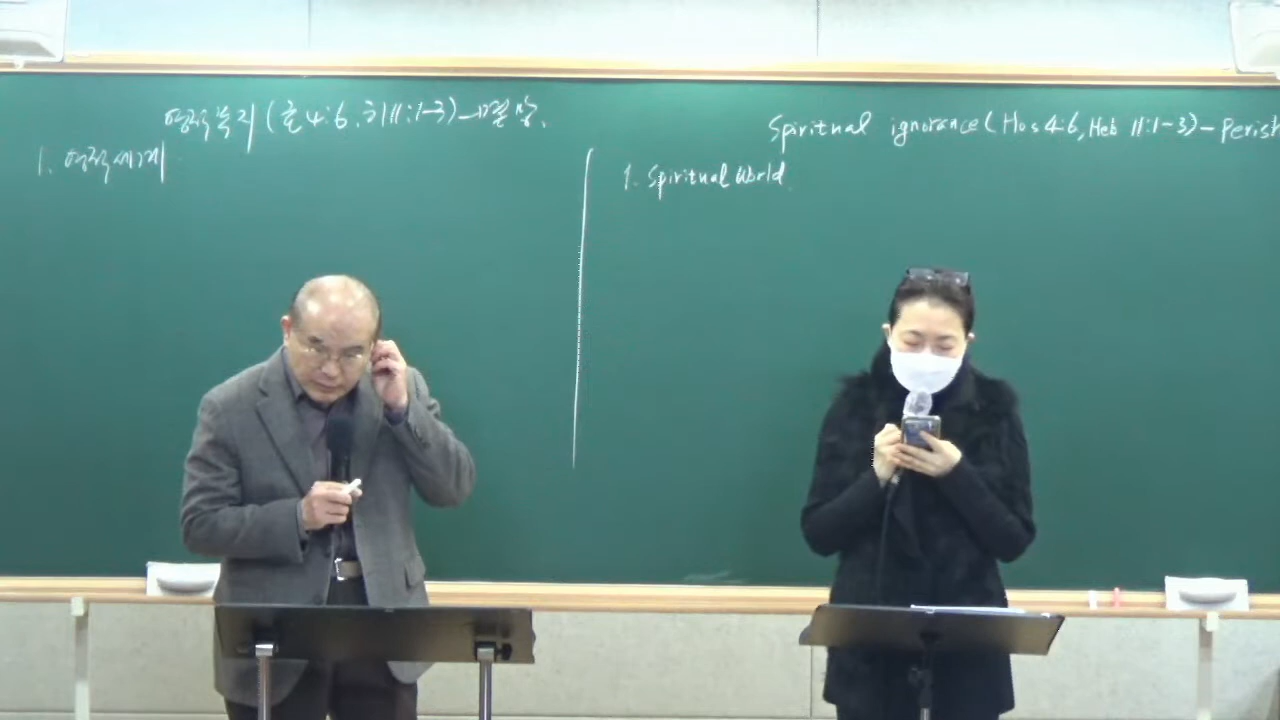 영적무지(호4:6, 히11:1-3)→멸망.
1. 영적세계
Spiritual ignorance(Hos 4:6, Heb 11:1-3)-Perish
1. Spiritual World